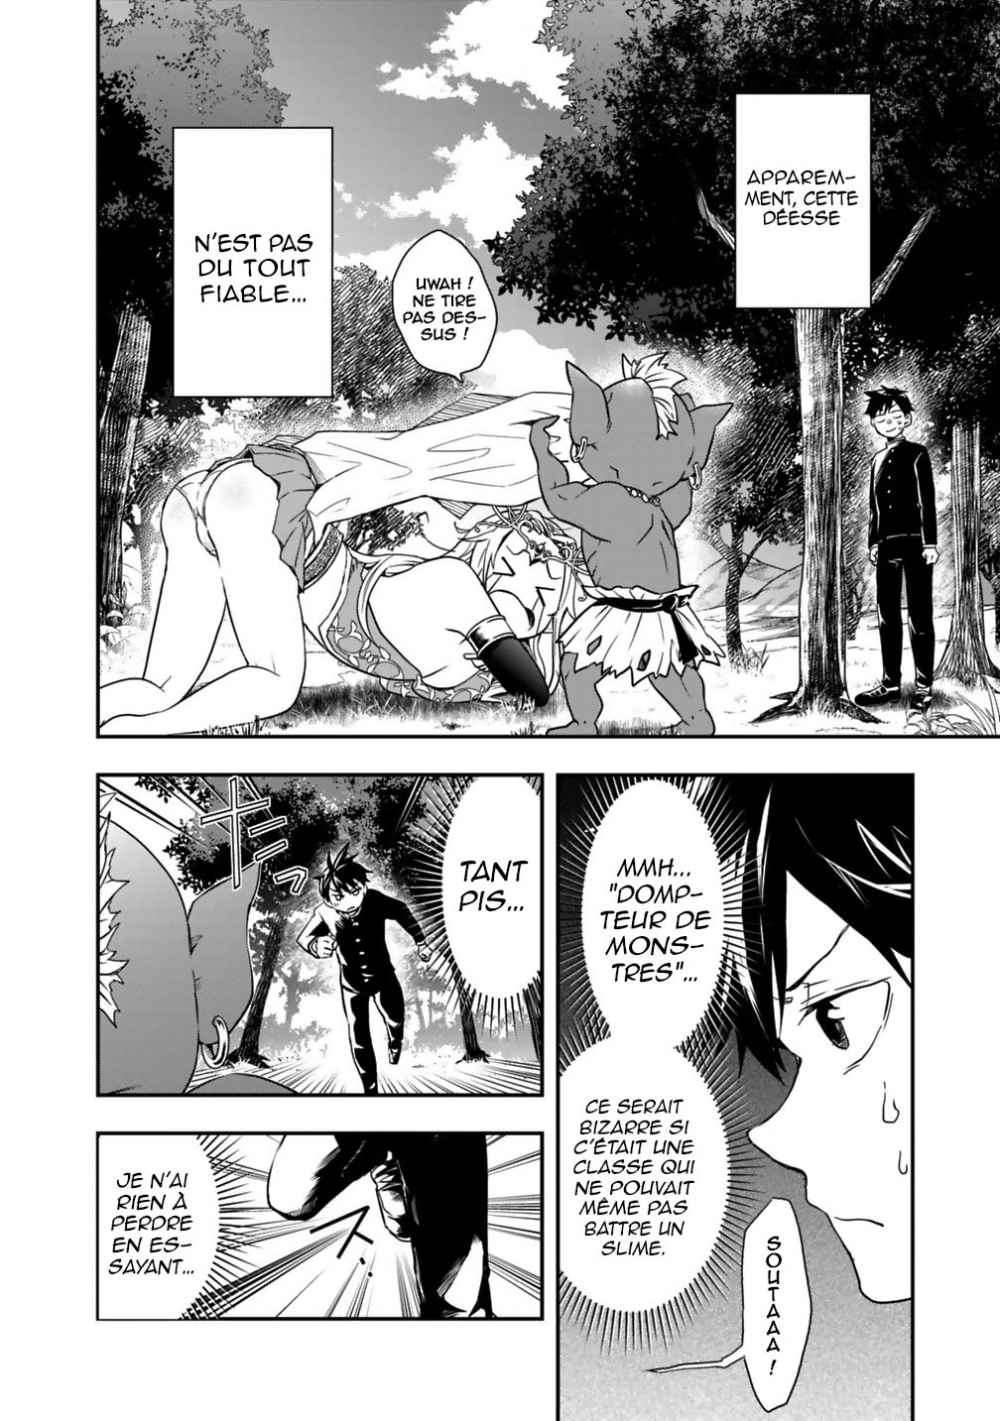 APPAREM-
MENT, CETTE
DÉESSE
UWAH !
NE TIRE
PAS DES-
SUS !
N'EST PAS
DU TOUT
FIABLE...
MMH...
"DOMP-
TEUR DE
MONS-
TRES"...
CE SERAIT
BIZARRE SI
C'ÉTAIT UNE
CLASSE QUI
NE POUVAIT
MÊME PAS
BATTRE UN
SLIME.
SOUTAAA !
TANT
PIS...
ザッ
JE N'AI
RIEN À
PERDRE
EN ES-
SAYANT...